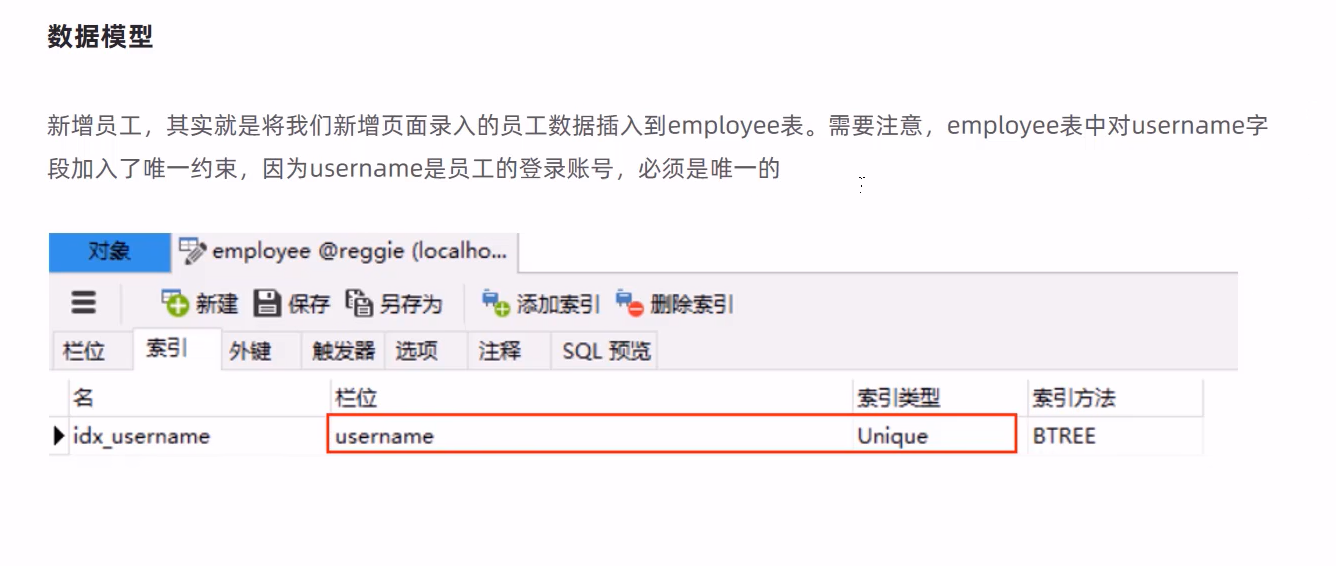 数据模型
新增员工，其实就是将我们新增页面录入的员工数据插入到employee表。需要注意，employee表中对username字
段加入了唯一约束，因为username是员工的登录账号，必须是唯一的
对象 employee @reggie (localho...
新建 保存 另存为 添加索引 删除索引
栏位 索引 外键 触发器 选项 注释 SQL 预览
名 栏位 索引类型 索引方法
idx_username username Unique BTREE